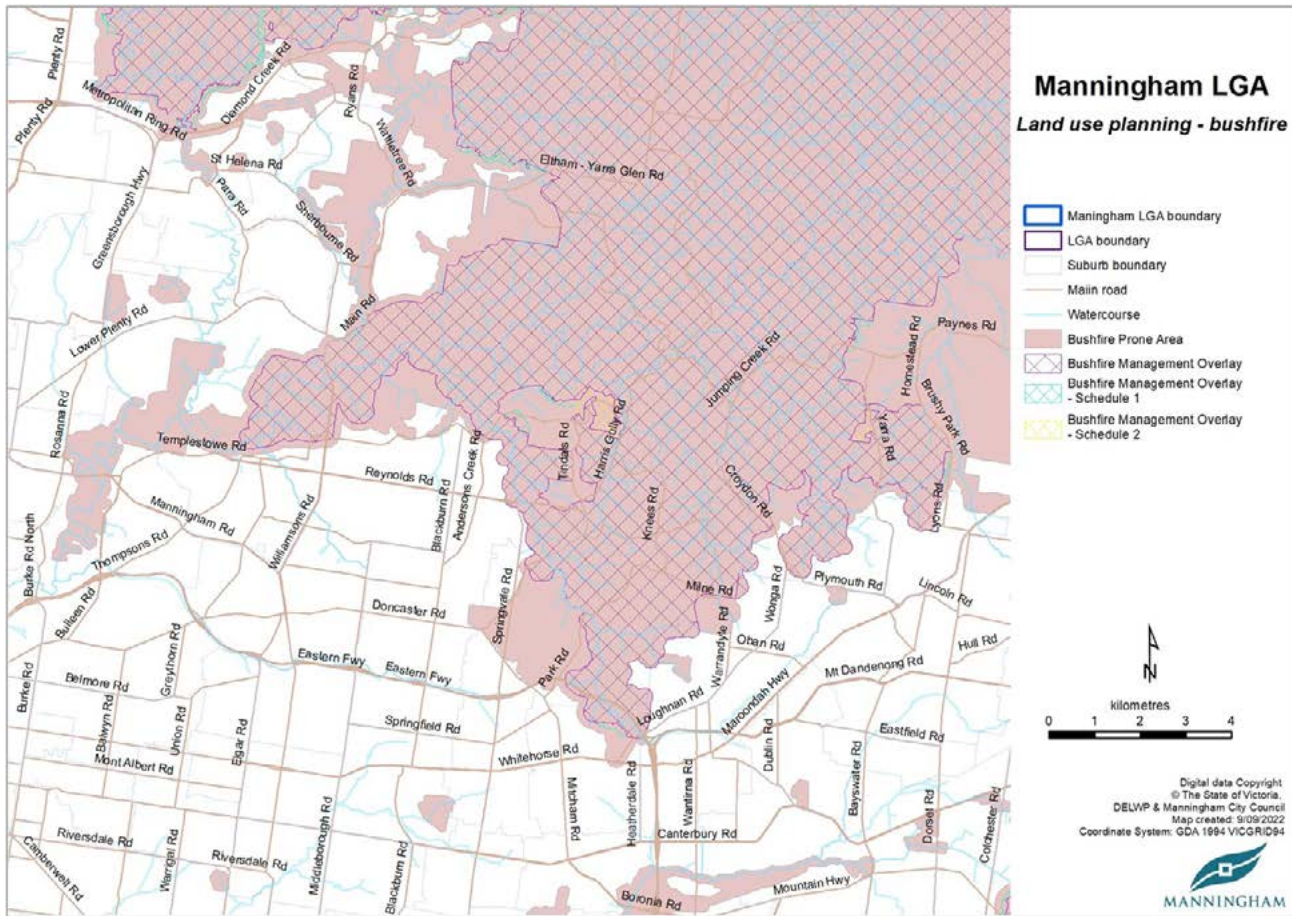 Manningham LGA
Land use planning - bushfire
Maningham LGA boundary
LGA boundary
Suburb boundary
Maiin road
Watercourse
Bushfire Prone Area
Bushfire Management Overlay
Bushfire Management Overlay
- Schedule 1
Bushfire Management Overlay
- Schedule 2
N
kilometres
0 1 2 3 4
Digital data Copyright
© The State of Victoria,
DELWP & Manningham City Council
Map created: 9/09/2022
Coordinate System: GDA 1994 VICGRID94
MANNINGHAM
Plenty Rd
Plenty Rd
Metropolitan Ring Rd
Diamond Creek Rd
Ryans Rd
Wattletree Rd
St Helena Rd
Para Rd
Sherbourne Rd
Greensborough Hwy
Eltham - Yarra Glen Rd
Main Rd
Lower Plenty Rd
Rosanna Rd
Templestowe Rd
Reynolds Rd
Andersons Creek Rd
Blackburn Rd
Tindals Rd
Harris Gully Rd
Knees Rd
Jumping Creek Rd
Croydon Rd
Homestead Rd
Paynes Rd
Brushy Park Rd
Yarra Rd
Lyons Rd
Manningham Rd
Williamsons Rd
Thompsons Rd
Burke Rd North
Bulleen Rd
Doncaster Rd
Springvale Rd
Milne Rd
Wonga Rd
Plymouth Rd
Lincoln Rd
Warrandyte Rd
Oban Rd
Hull Rd
Mt Dandenong Rd
Eastern Fwy
Eastern Fwy
Park Rd
Loughnan Rd
Maroondah Hwy
Greythorn Rd
Burke Rd
Belmore Rd
Balwyn Rd
Union Rd
Elgar Rd
Mont Albert Rd
Springfield Rd
Whitehorse Rd
Mitcham Rd
Heatherdale Rd
Wantirna Rd
Dublin Rd
Bayswater Rd
Eastfield Rd
Dorset Rd
Colchester Rd
Canterbury Rd
Riversdale Rd
Riversdale Rd
Camberwell Rd
Warrigal Rd
Middleborough Rd
Blackburn Rd
Boronia Rd
Mountain Hwy